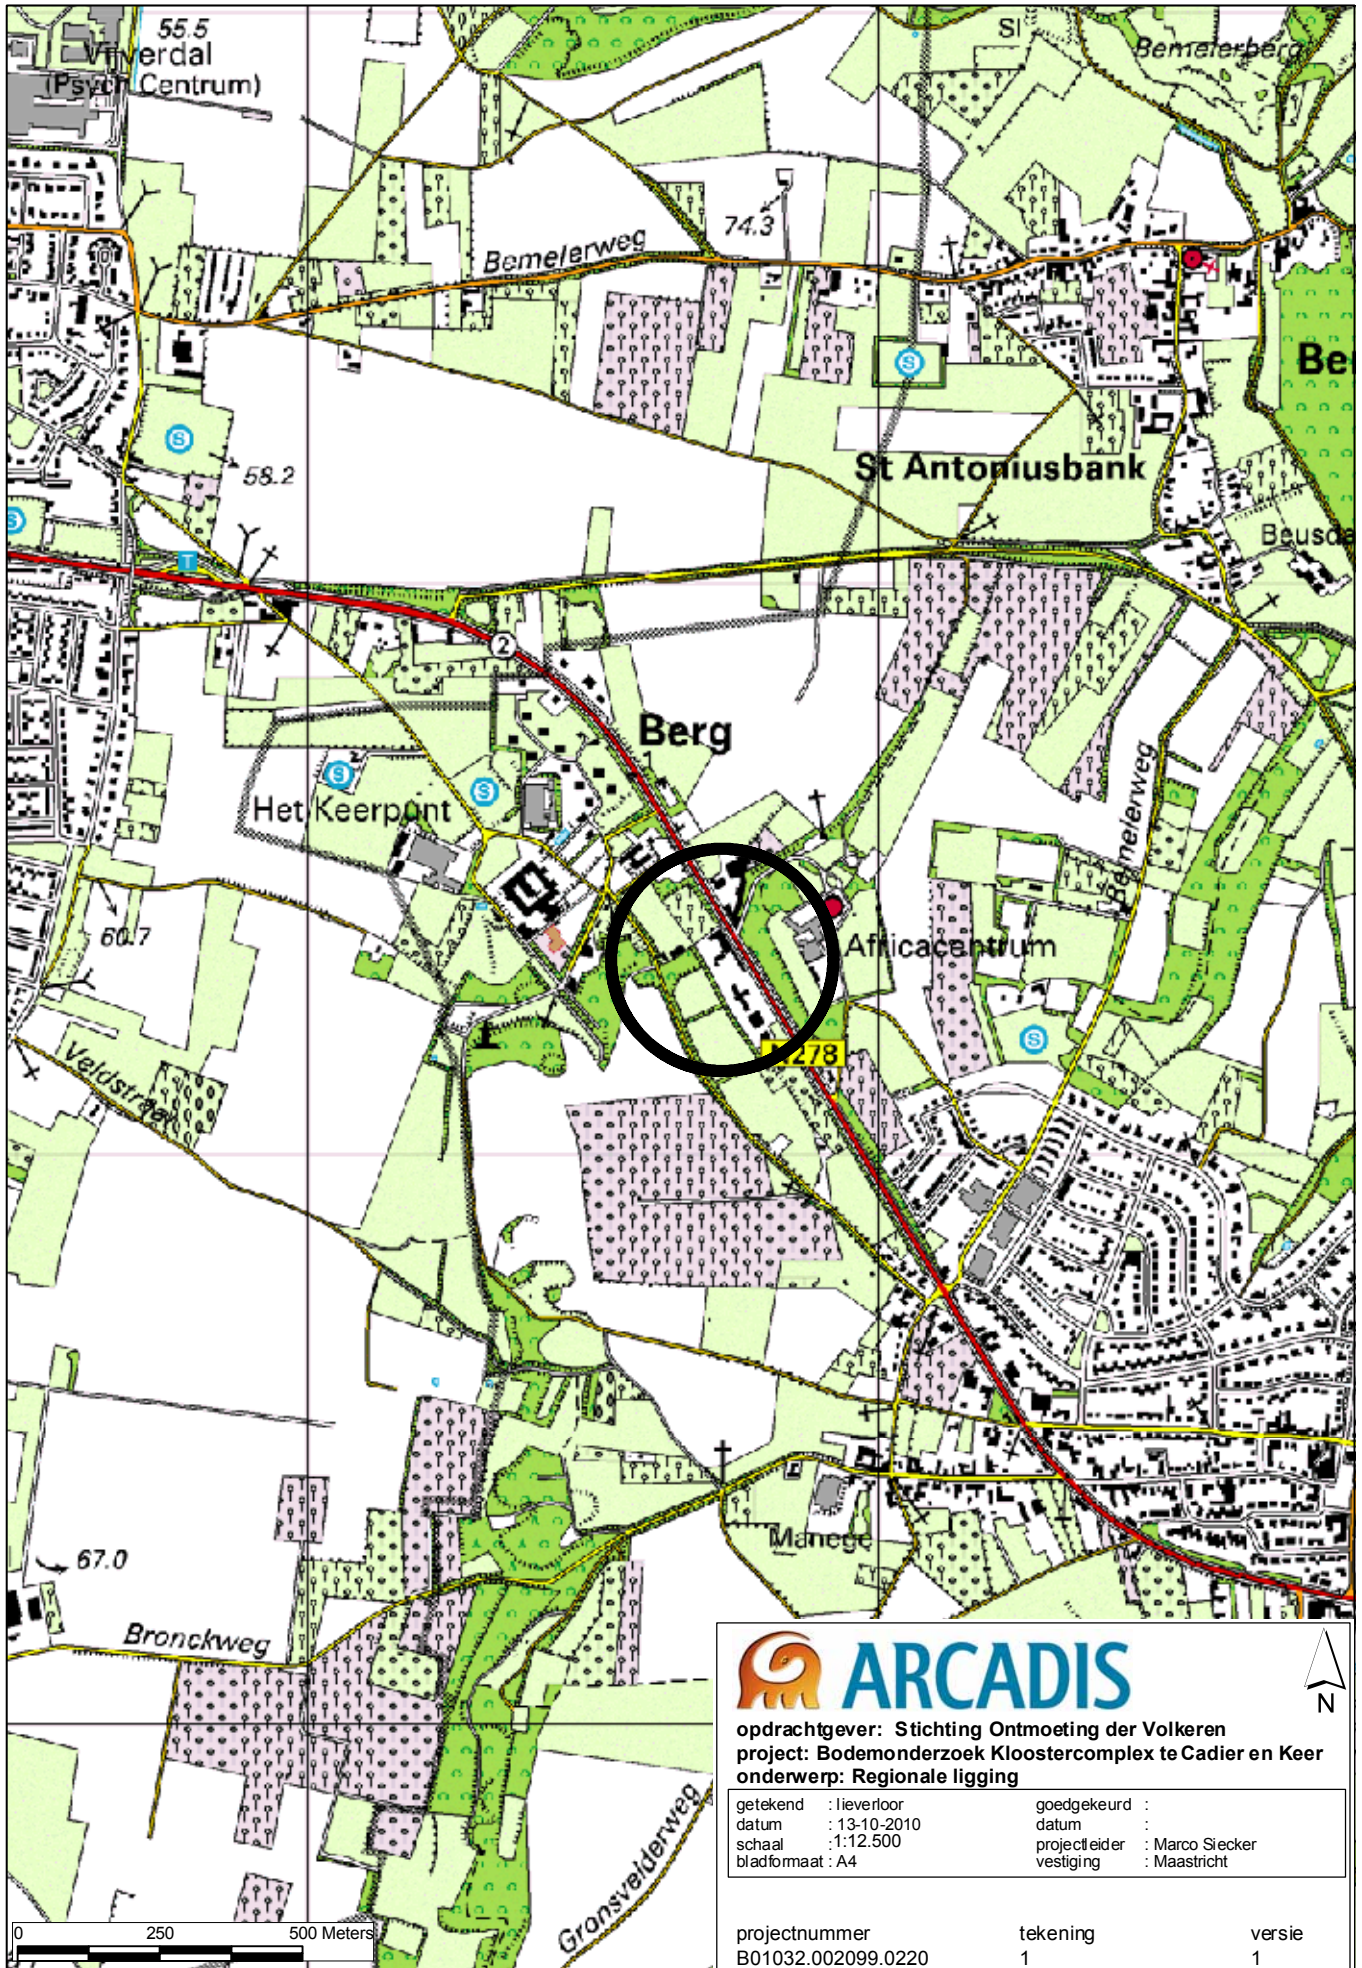 55.5
Vijverdal
(Psych Centrum)
Sl
Bemelerberg
74.3
Bemelerweg
S
Be
S
58.2
St Antoniusbank
S
Beusda
T
2
Berg
S
S
Het Keerpunt
Bemelerweg
60.7
Africacentrum
S
N278
Veldstraat
Manege
67.0
Bronckweg
Gronsvelderweg
ARCADIS
N
opdrachtgever: Stichting Ontmoeting der Volkeren
project: Bodemonderzoek Kloostercomplex te Cadier en Keer
onderwerp: Regionale ligging
getekend : lieverloor goedgekeurd :
datum : 13-10-2010 datum :
schaal :1:12.500 projectleider : Marco Siecker
bladformaat : A4 vestiging : Maastricht
projectnummer tekening versie
B01032.002099.0220 1 1
0 250 500 Meters